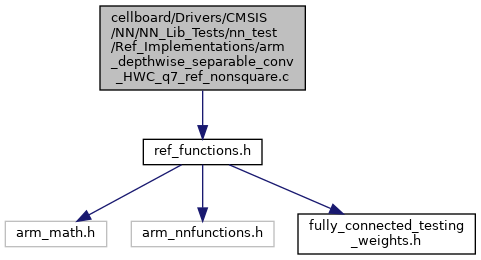 cellboard/Drivers/CMSIS
/NN/NN_Lib_Tests/nn_test
/Ref_Implementations/arm
_depthwise_separable_conv
_HWC_q7_ref_nonsquare.c
ref_functions.h
arm_math.h
arm_nnfunctions.h
fully_connected_testing
_weights.h